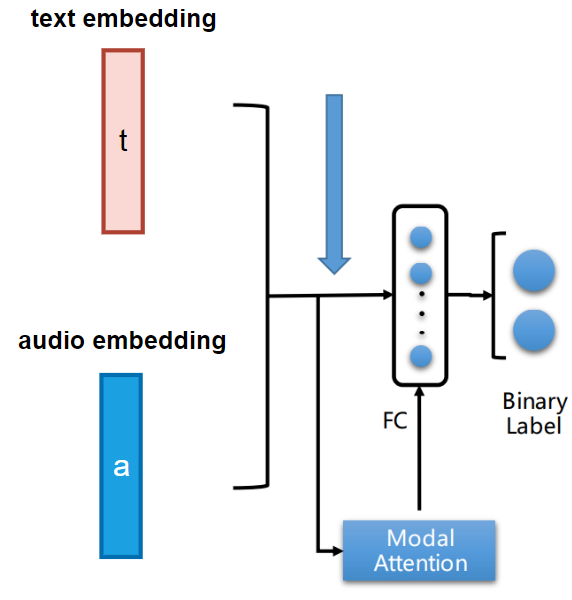 text embedding
t
audio embedding
a
FC
Binary
Label
Modal
Attention